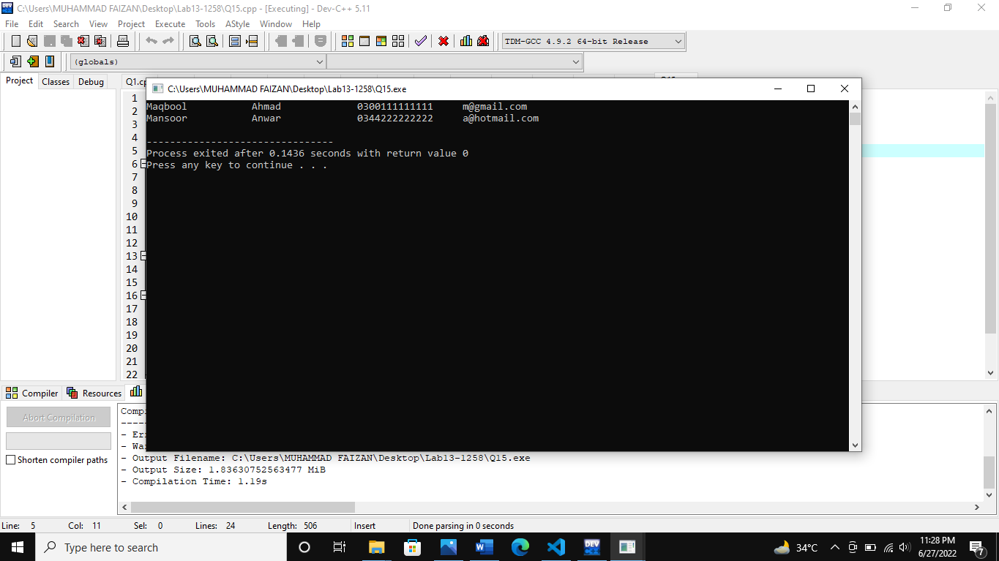 C:\Users\MUHAMMAD FAIZAN\Desktop\Lab13-1258\Q15.cpp - [Executing] - Dev-C++ 5.11
File Edit Search View Project Execute Tools AStyle Window Help
TDM-GCC 4.9.2 64-bit Release
(globals)
Project Classes Debug Q1.cp
C:\Users\MUHAMMAD FAIZAN\Desktop\Lab13-1258\Q15.exe
Maqbool Ahmad 0300111111111 m@gmail.com
Mansoor Anwar 0344222222222 a@hotmail.com
--------------------------------
Process exited after 0.1436 seconds with return value 0
Press any key to continue . . .
1
2
3
4
5
6
7
8
9
10
11
12
13
14
15
16
17
18
19
20
21
22
Compiler Resources
Abort Compilation
Shorten compiler paths
Comp
-----
- Er
- Wa
- Output Filename: C:\Users\MUHAMMAD FAIZAN\Desktop\Lab13-1258\Q15.exe
- Output Size: 1.83630752563477 MiB
- Compilation Time: 1.19s
Line: 5 Col: 11 Sel: 0 Lines: 24 Length: 506 Insert Done parsing in 0 seconds
Type here to search
34°C
11:28 PM
6/27/2022
7